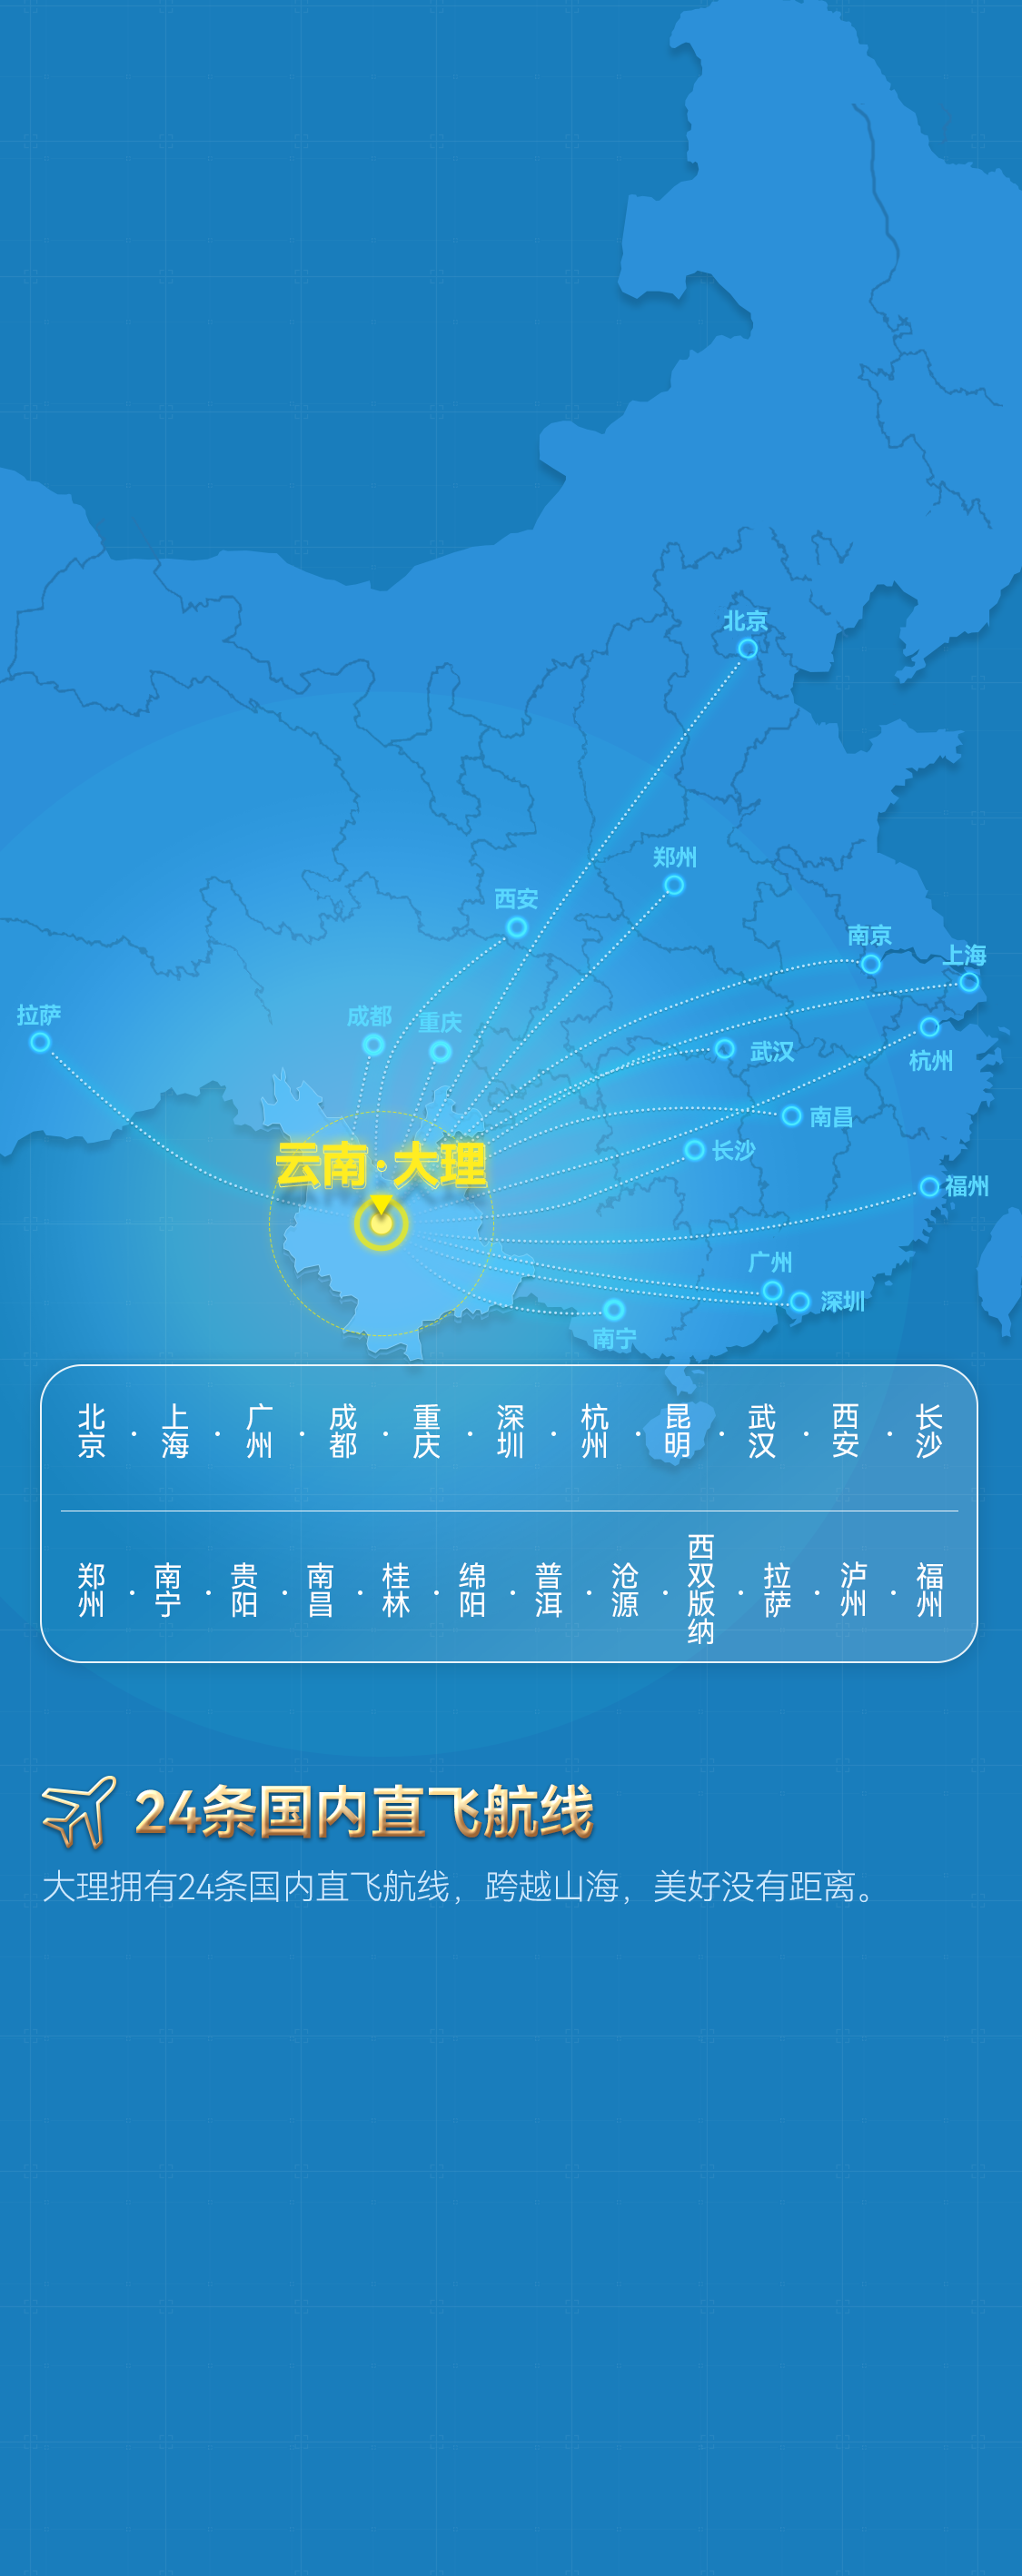 北京
郑州
西安
南京
上海
拉萨
成都
重庆
武汉
杭州
南昌
长沙
云南·大理
福州
广州
深圳
南宁
北京·上海·广州·成都·重庆·深圳·杭州·昆明·武汉·西安·长沙
郑州·南宁·贵阳·南昌·桂林·绵阳·普洱·沧源·西双版纳·拉萨·泸州·福州
24条国内直飞航线
大理拥有24条国内直飞航线，跨越山海，美好没有距离。